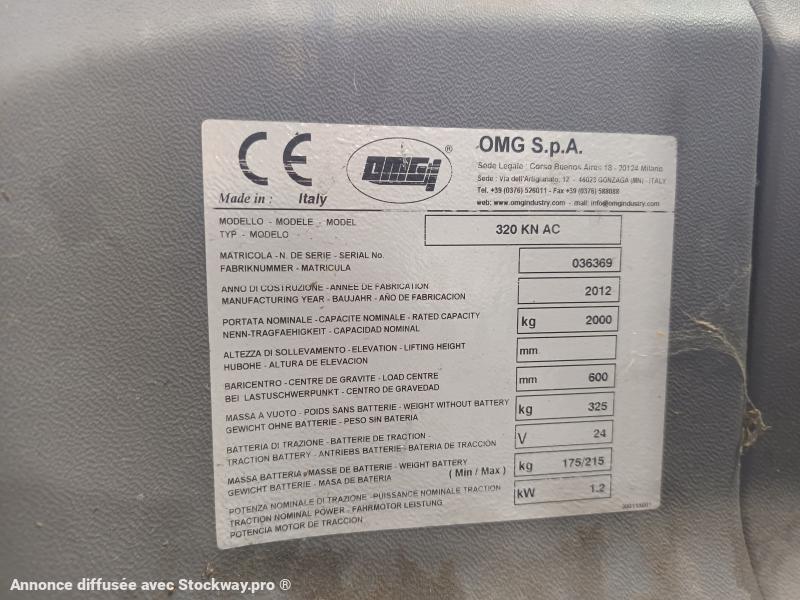 CE
OMG ®
OMG S.p.A.
Sede Legale : Corso Buenos Aires 18 - 20124 Milano
Sede : Via dell'Artigianato, 12 - 46023 GONZAGA (MN) - ITALY
Tel. +39 (0376) 526011 - Fax +39 (0376) 588088
web: www.omgindustry.com - mail: info@omgindustry.com
Made in : Italy
MODELLO - MODELE - MODEL
TYP - MODELO
320 KN AC
MATRICOLA - N. DE SERIE - SERIAL No.
FABRIKNUMMER - MATRICULA
036369
ANNO DI COSTRUZIONE - ANNEE DE FABRICATION
MANUFACTURING YEAR - BAUJAHR - AÑO DE FABRICACION
2012
PORTATA NOMINALE - CAPACITE NOMINALE - RATED CAPACITY
NENN-TRAGFAEHIGKEIT - CAPACIDAD NOMINAL
kg 2000
ALTEZZA DI SOLLEVAMENTO - ELEVATION - LIFTING HEIGHT
HUBOHE - ALTURA DE ELEVACION
mm
BARICENTRO - CENTRE DE GRAVITE - LOAD CENTRE
BEI LASTUSCHWERPUNKT - CENTRO DE GRAVEDAD
mm 600
MASSA A VUOTO - POIDS SANS BATTERIE - WEIGHT WITHOUT BATTERY
GEWICHT OHNE BATTERIE - PESO SIN BATERIA
kg 325
BATTERIA DI TRAZIONE - BATTERIE DE TRACTION -
TRACTION BATTERY - ANTRIEBS BATTERIE - BATERIA DE TRACCIÓN
V 24
MASSA BATTERIA - MASSE DE BATTERIE - WEIGHT BATTERY
GEWICHT BATTERIE - MASA DE BATERIA
( Min / Max ) kg 175/215
POTENZA NOMINALE DI TRAZIONE - PUISSANCE NOMINALE TRACTION
TRACTION NOMINAL POWER - FAHRMOTOR LEISTUNG
POTENCIA MOTOR DE TRACCIÓN
kW 1.2
Annonce diffusée avec Stockway.pro ®